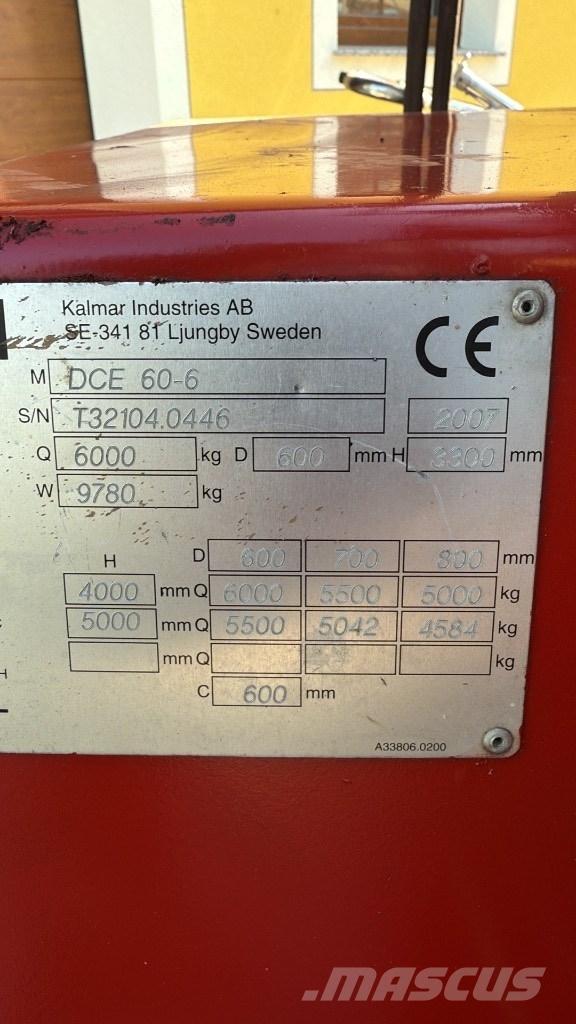 Kalmar Industries AB
SE-341 81 Ljungby Sweden
CE
M DCE 60-6
S/N T32104.0446 2007
Q 6000 kg D 600 mm H 3300 mm
W 9780 kg
H D 600 700 800 mm
4000 mm Q 6000 5500 5000 kg
5000 mm Q 5500 5042 4584 kg
mm Q kg
H
C 600 mm
A33806.0200
MASCUS